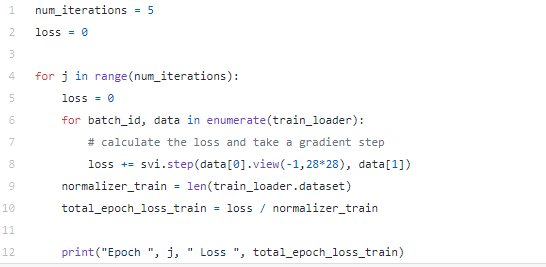 1 num_iterations = 5
2 loss = 0
3
4 for j in range(num_iterations):
5     loss = 0
6     for batch_id, data in enumerate(train_loader):
7         # calculate the loss and take a gradient step
8         loss += svi.step(data[0].view(-1,28*28), data[1])
9     normalizer_train = len(train_loader.dataset)
10     total_epoch_loss_train = loss / normalizer_train
11
12     print("Epoch ", j, " Loss ", total_epoch_loss_train)